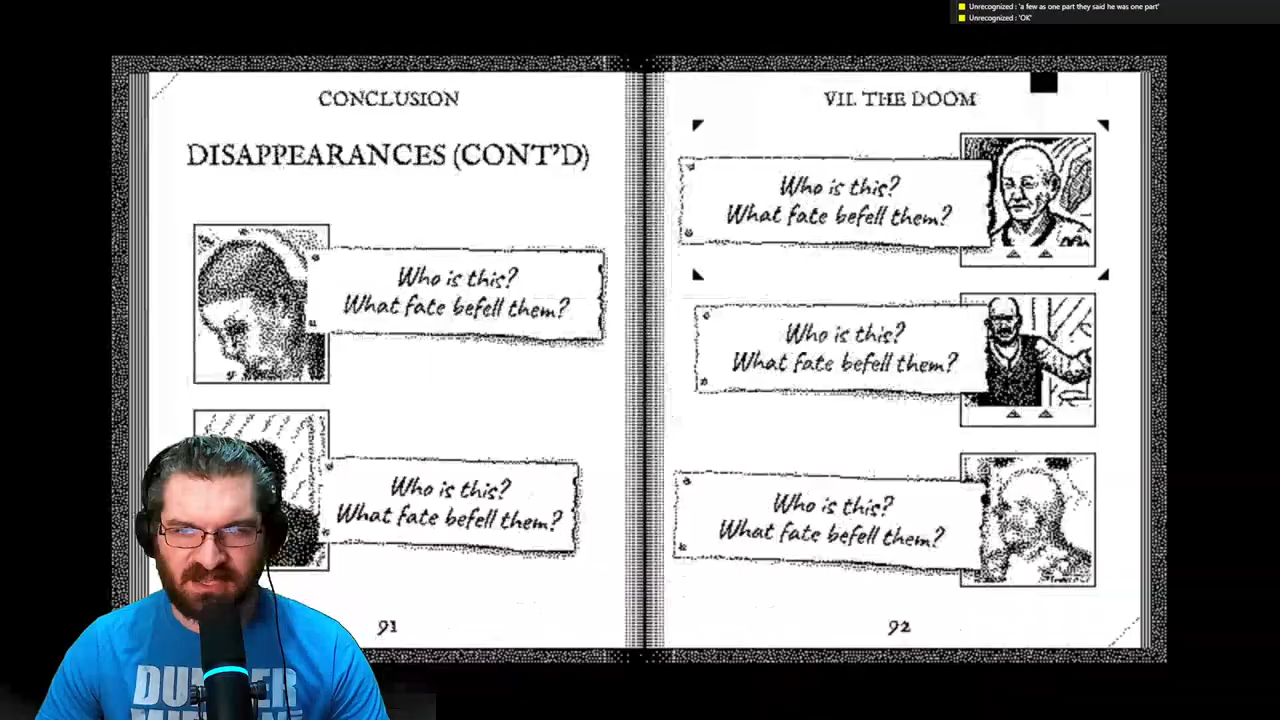 Unrecognized : 'a few as one part they said he was one part'
Unrecognized : 'OK'
CONCLUSION
DISAPPEARANCES (CONT'D)
Who is this?
What fate befell them?
Who is this?
What fate befell them?
91
VII. THE DOOM
Who is this?
What fate befell them?
Who is this?
What fate befell them?
Who is this?
What fate befell them?
92